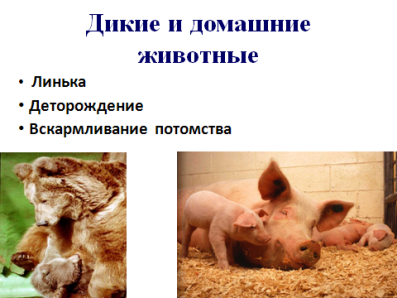 Дикие и домашние
животные
• Линька
• Деторождение
• Вскармливание потомства